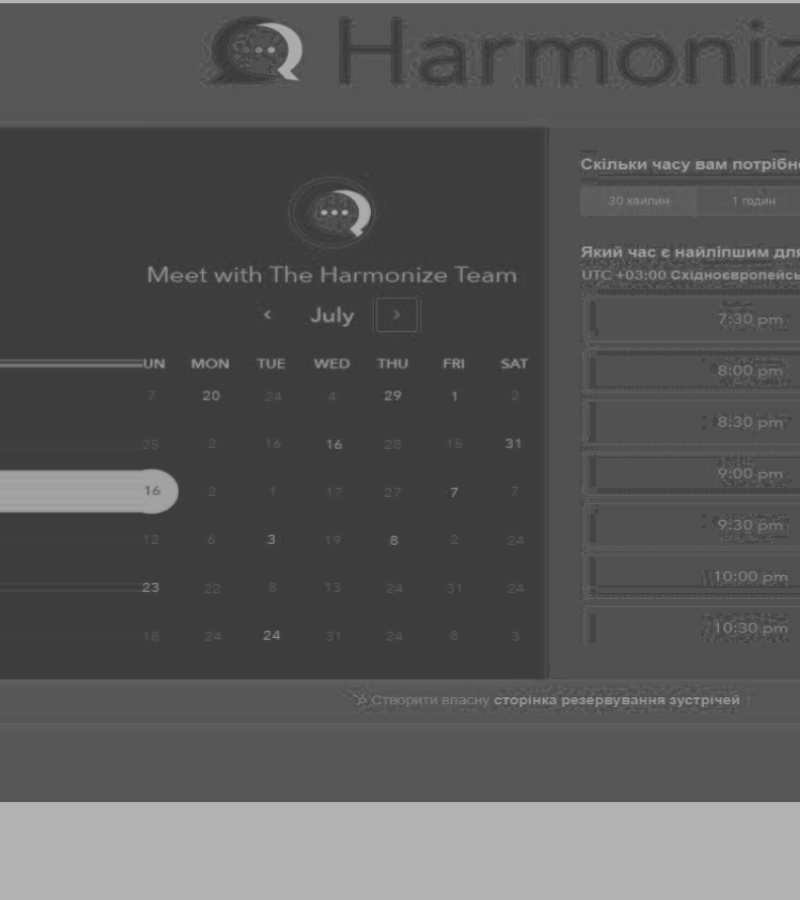 Harmoniz
Meet with The Harmonize Team
‹ July ›
UN MON TUE WED THU FRI SAT
7 20 24 4 29 1 2
25 2 16 16 28 15 31
16 2 1 17 27 7 7
12 6 3 19 8 2 24
23 22 8 13 24 31 24
18 24 24 31 24 8 3
Скільки часу вам потрібно
30 хвилин 1 годин
Який час є найліпшим для
UTC +03:00 Східноєвропейсь
7:30 pm
8:00 pm
8:30 pm
9:00 pm
9:30 pm
10:00 pm
10:30 pm
Створити власну сторінка резервування зустрічей